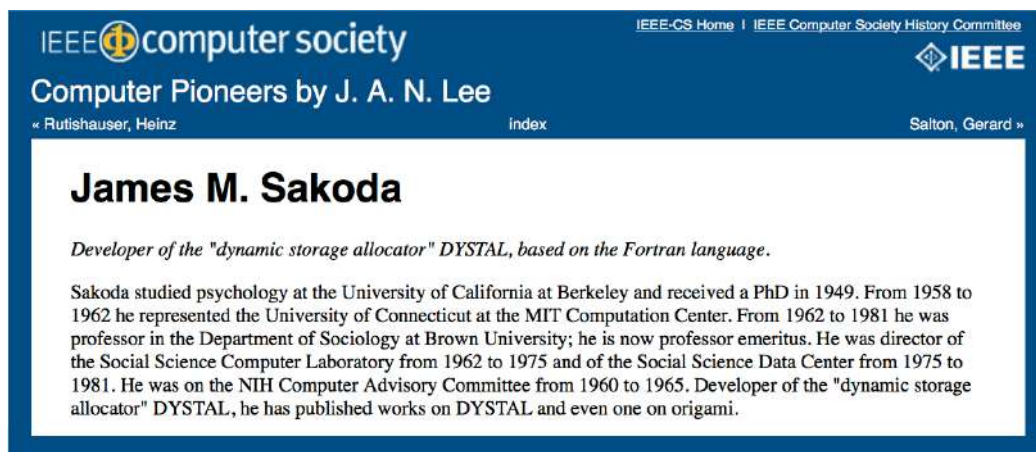 IEEE computer society
IEEE-CS Home | IEEE Computer Society History Committee
IEEE
Computer Pioneers by J. A. N. Lee
« Rutishauser, Heinz index Salton, Gerard »
James M. Sakoda
Developer of the "dynamic storage allocator" DYSTAL, based on the Fortran language.
Sakoda studied psychology at the University of California at Berkeley and received a PhD in 1949. From 1958 to
1962 he represented the University of Connecticut at the MIT Computation Center. From 1962 to 1981 he was
professor in the Department of Sociology at Brown University; he is now professor emeritus. He was director of
the Social Science Computer Laboratory from 1962 to 1975 and of the Social Science Data Center from 1975 to
1981. He was on the NIH Computer Advisory Committee from 1960 to 1965. Developer of the "dynamic storage
allocator" DYSTAL, he has published works on DYSTAL and even one on origami.